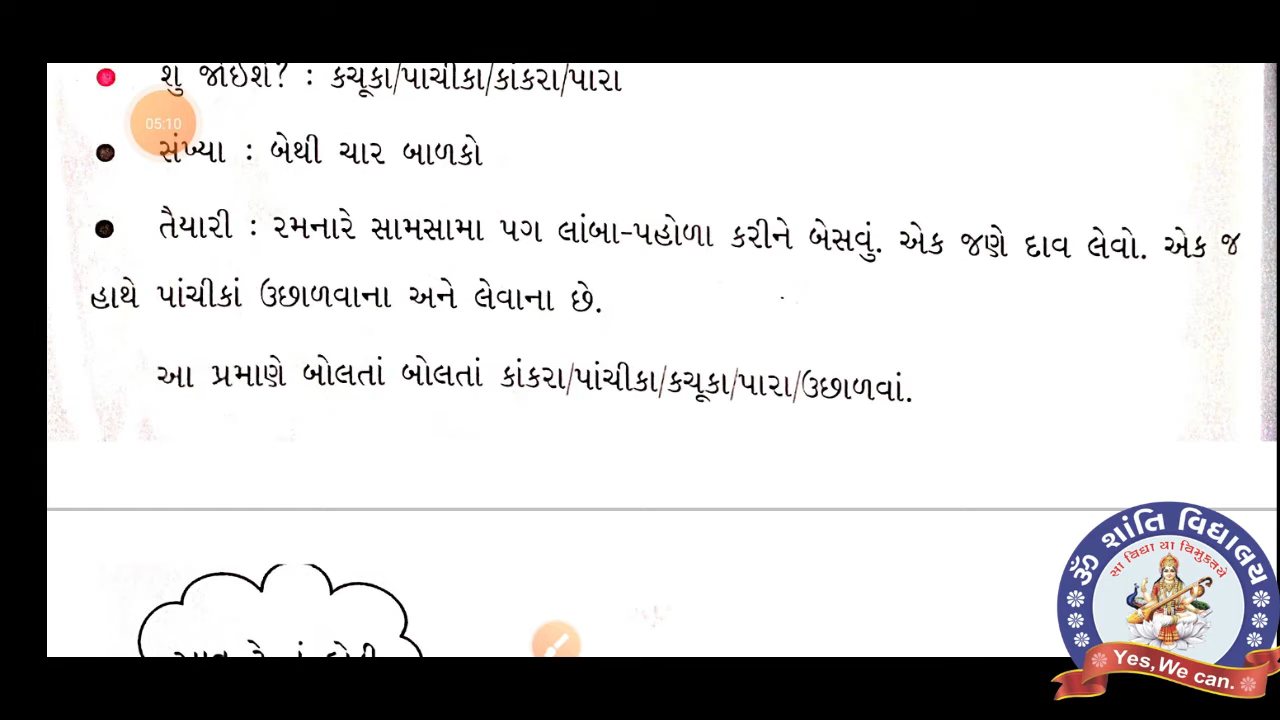 શું જોઈશે? : કચૂકા/પાચીકા/કાંકરા/પારા
05:10
સંખ્યા : બેથી ચાર બાળકો
તૈયારી : રમનારે સામસામા પગ લાંબા-પહોળા કરીને બેસવું. એક જણે દાવ લેવો. એક જ
હાથે પાંચીકાં ઉછાળવાના અને લેવાના છે.
આ પ્રમાણે બોલતાં બોલતાં કાંકરા/પાંચીકા/કચૂકા/પારા/ઉછાળવાં.
ૐ શાંતિ વિદ્યાલય
સા વિદ્યા યા વિમુક્તયે
Yes, We can.